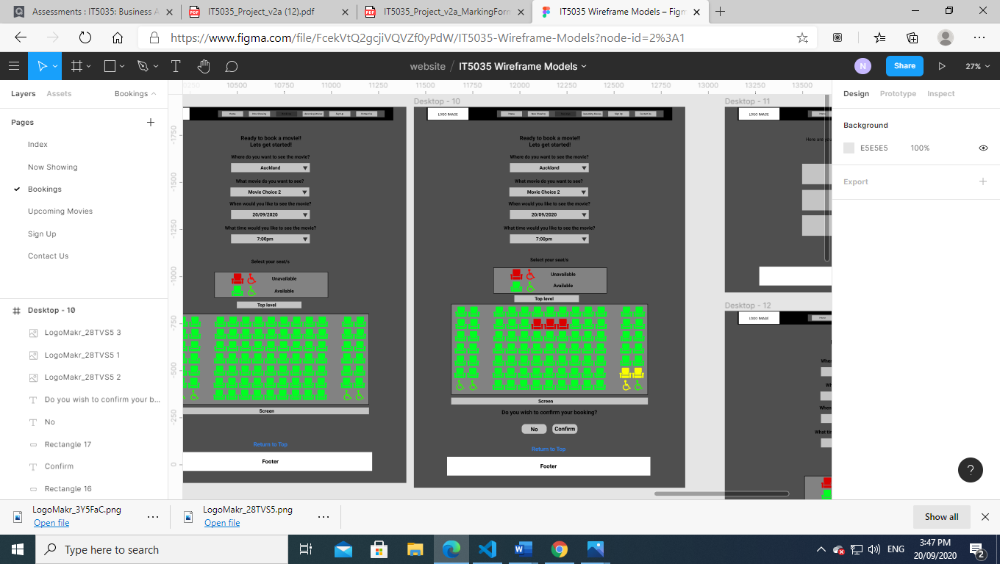 Assessments : IT5035: Business A
IT5035_Project_v2a (12).pdf
IT5035_Project_v2a_MarkingForm
IT5035 Wireframe Models – Figm
https://www.figma.com/file/FcekVtQ2gcjiVQVZf0yPdW/IT5035-Wireframe-Models?node-id=2%3A1
website / IT5035 Wireframe Models
N
Share
27%
Layers
Assets
Bookings
Pages
Index
Now Showing
Bookings
Upcoming Movies
Sign Up
Contact Us
Desktop - 10
LogoMakr_28TVS5 3
LogoMakr_28TVS5 1
LogoMakr_28TVS5 2
Do you wish to confirm your b...
No
Rectangle 17
Confirm
Rectangle 16
10500 10750 11000 11250 11500 11750 12000 12250 12500 12750 13000 13250 13500
-1750
-1500
-1250
-1000
-750
-500
-250
0
Ready to book a movie!!
Lets get started!
Where do you want to see the movie?
Auckland
What movie do you want to see?
Movie Choice 2
When would you like to see the movie?
20/09/2020
What time would you like to see the movie?
7:00pm
Select your seat/s
Unavailable
Available
Top level
Screen
Return to Top
Footer
Desktop - 10
LOGO IMAGE
Home
Now Showing
Upcoming Movies
Sign Up
Contact Us
Ready to book a movie!!
Lets get started!
Where do you want to see the movie?
Auckland
What movie do you want to see?
Movie Choice 2
When would you like to see the movie?
20/09/2020
What time would you like to see the movie?
7:00pm
Select your seat/s
Unavailable
Available
Top level
Screen
Do you wish to confirm your booking?
No
Confirm
Return to Top
Footer
Desktop - 11
LOGO IMAGE
Here are you
Desktop - 12
LOGO IMAGE
Design
Prototype
Inspect
Background
E5E5E5
100%
Export
?
LogoMakr_3Y5FaC.png
Open file
LogoMakr_28TVS5.png
Open file
Show all
Type here to search
ENG
3:47 PM
20/09/2020
2